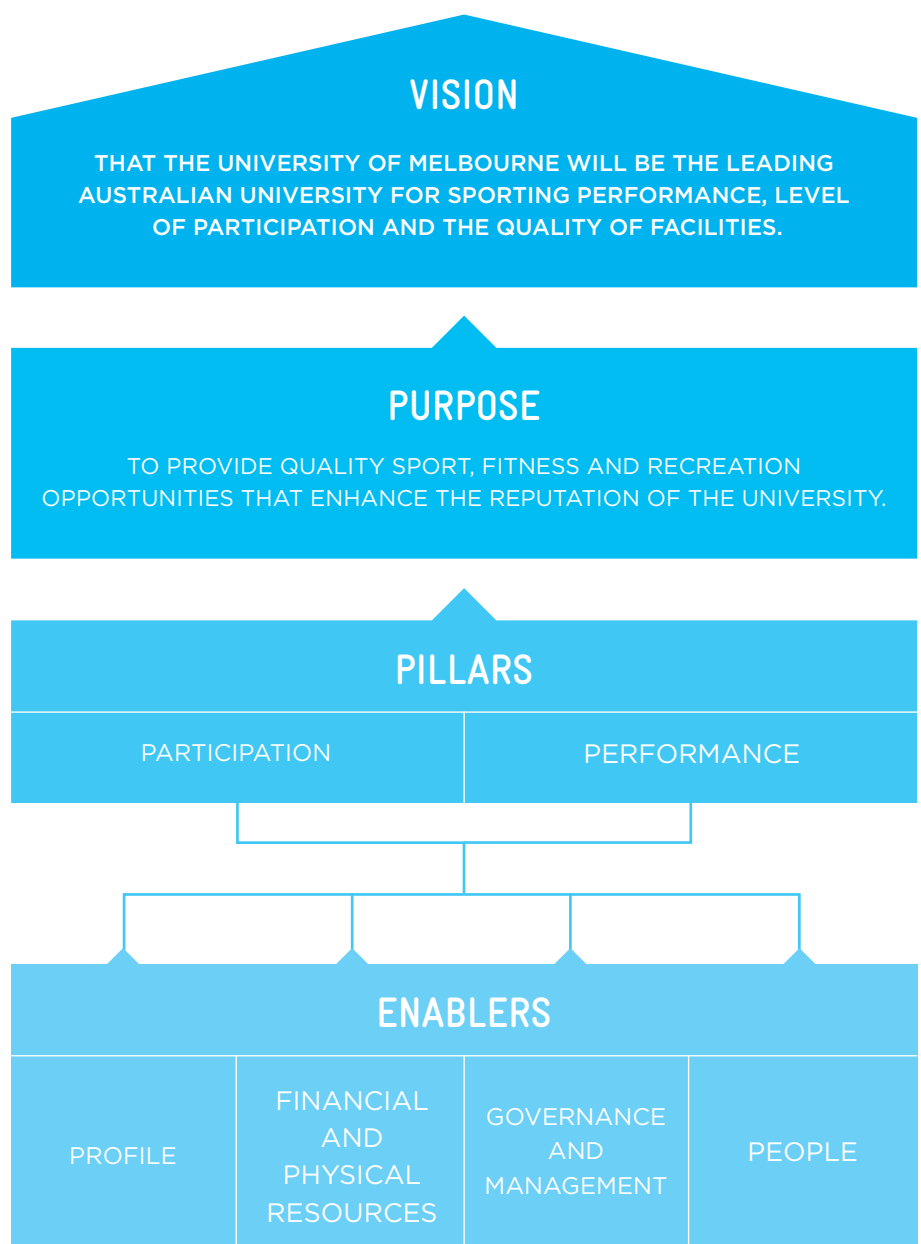 VISION
THAT THE UNIVERSITY OF MELBOURNE WILL BE THE LEADING
AUSTRALIAN UNIVERSITY FOR SPORTING PERFORMANCE, LEVEL
OF PARTICIPATION AND THE QUALITY OF FACILITIES.
PURPOSE
TO PROVIDE QUALITY SPORT, FITNESS AND RECREATION
OPPORTUNITIES THAT ENHANCE THE REPUTATION OF THE UNIVERSITY.
PILLARS
PARTICIPATION
PERFORMANCE
ENABLERS
PROFILE
FINANCIAL
AND
PHYSICAL
RESOURCES
GOVERNANCE
AND
MANAGEMENT
PEOPLE